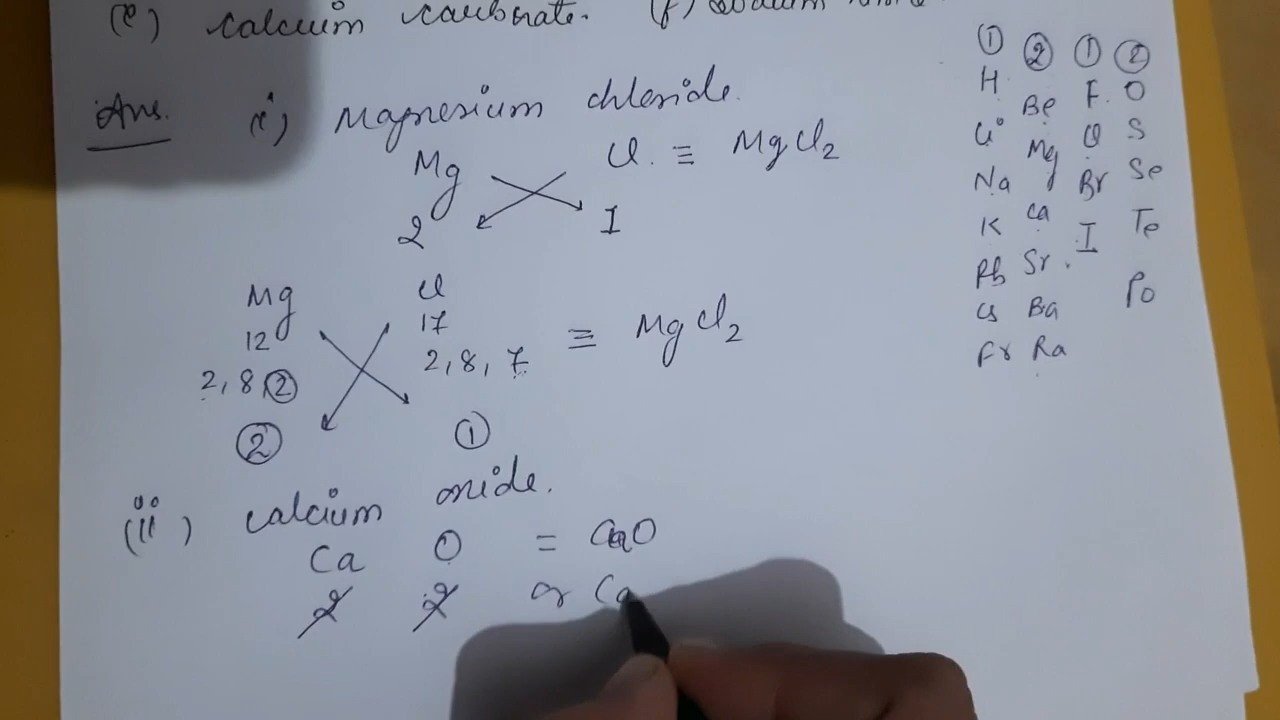 (e) calcium carbonate. (f)
Ans. (i) Magnesium chloride.
Mg Cl ≡ MgCl2
2 1
Mg Cl
12 17
2, 8, 2 2, 8, 7 ≡ MgCl2
2 1
(ii) calcium oxide.
Ca O = CaO
2 2 or Ca
1 2 1 2
H Be F O
Li Mg Cl S
Na Ca Br Se
K Sr I Te
Rb Ba Po
Cs Ra
Fr